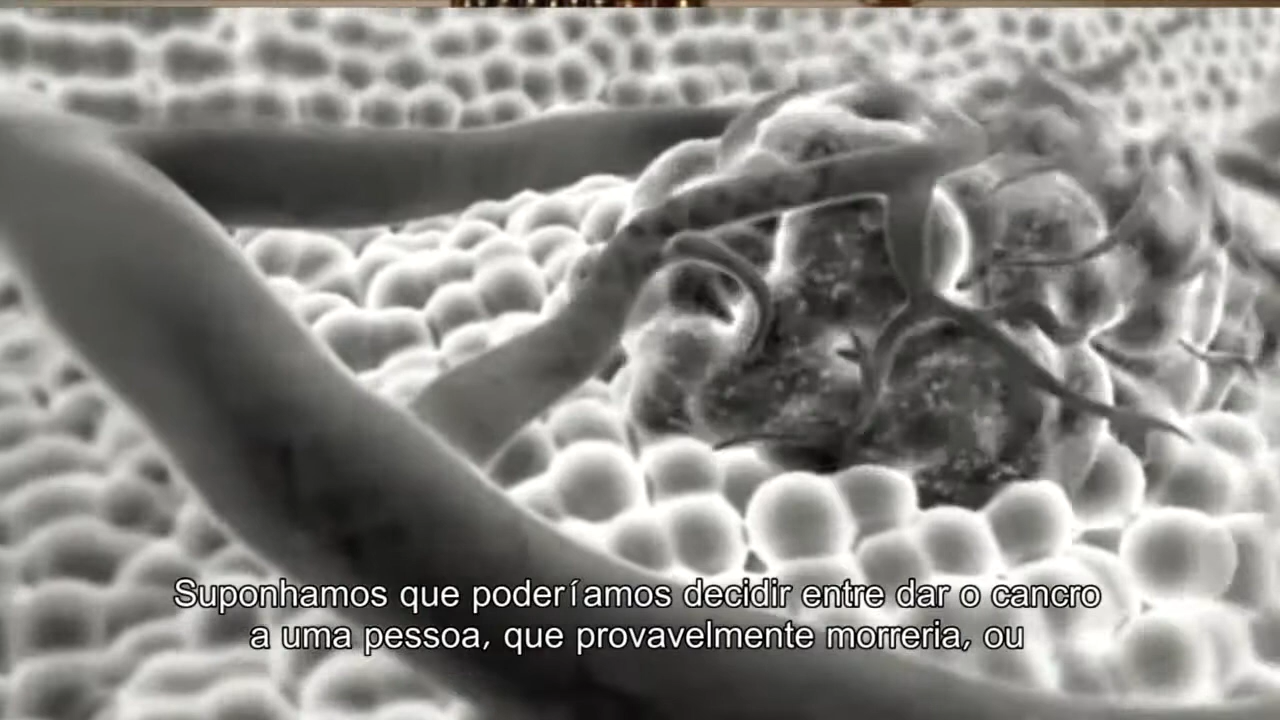 Suponhamos que poderíamos decidir entre dar o cancro
a uma pessoa, que provavelmente morreria, ou